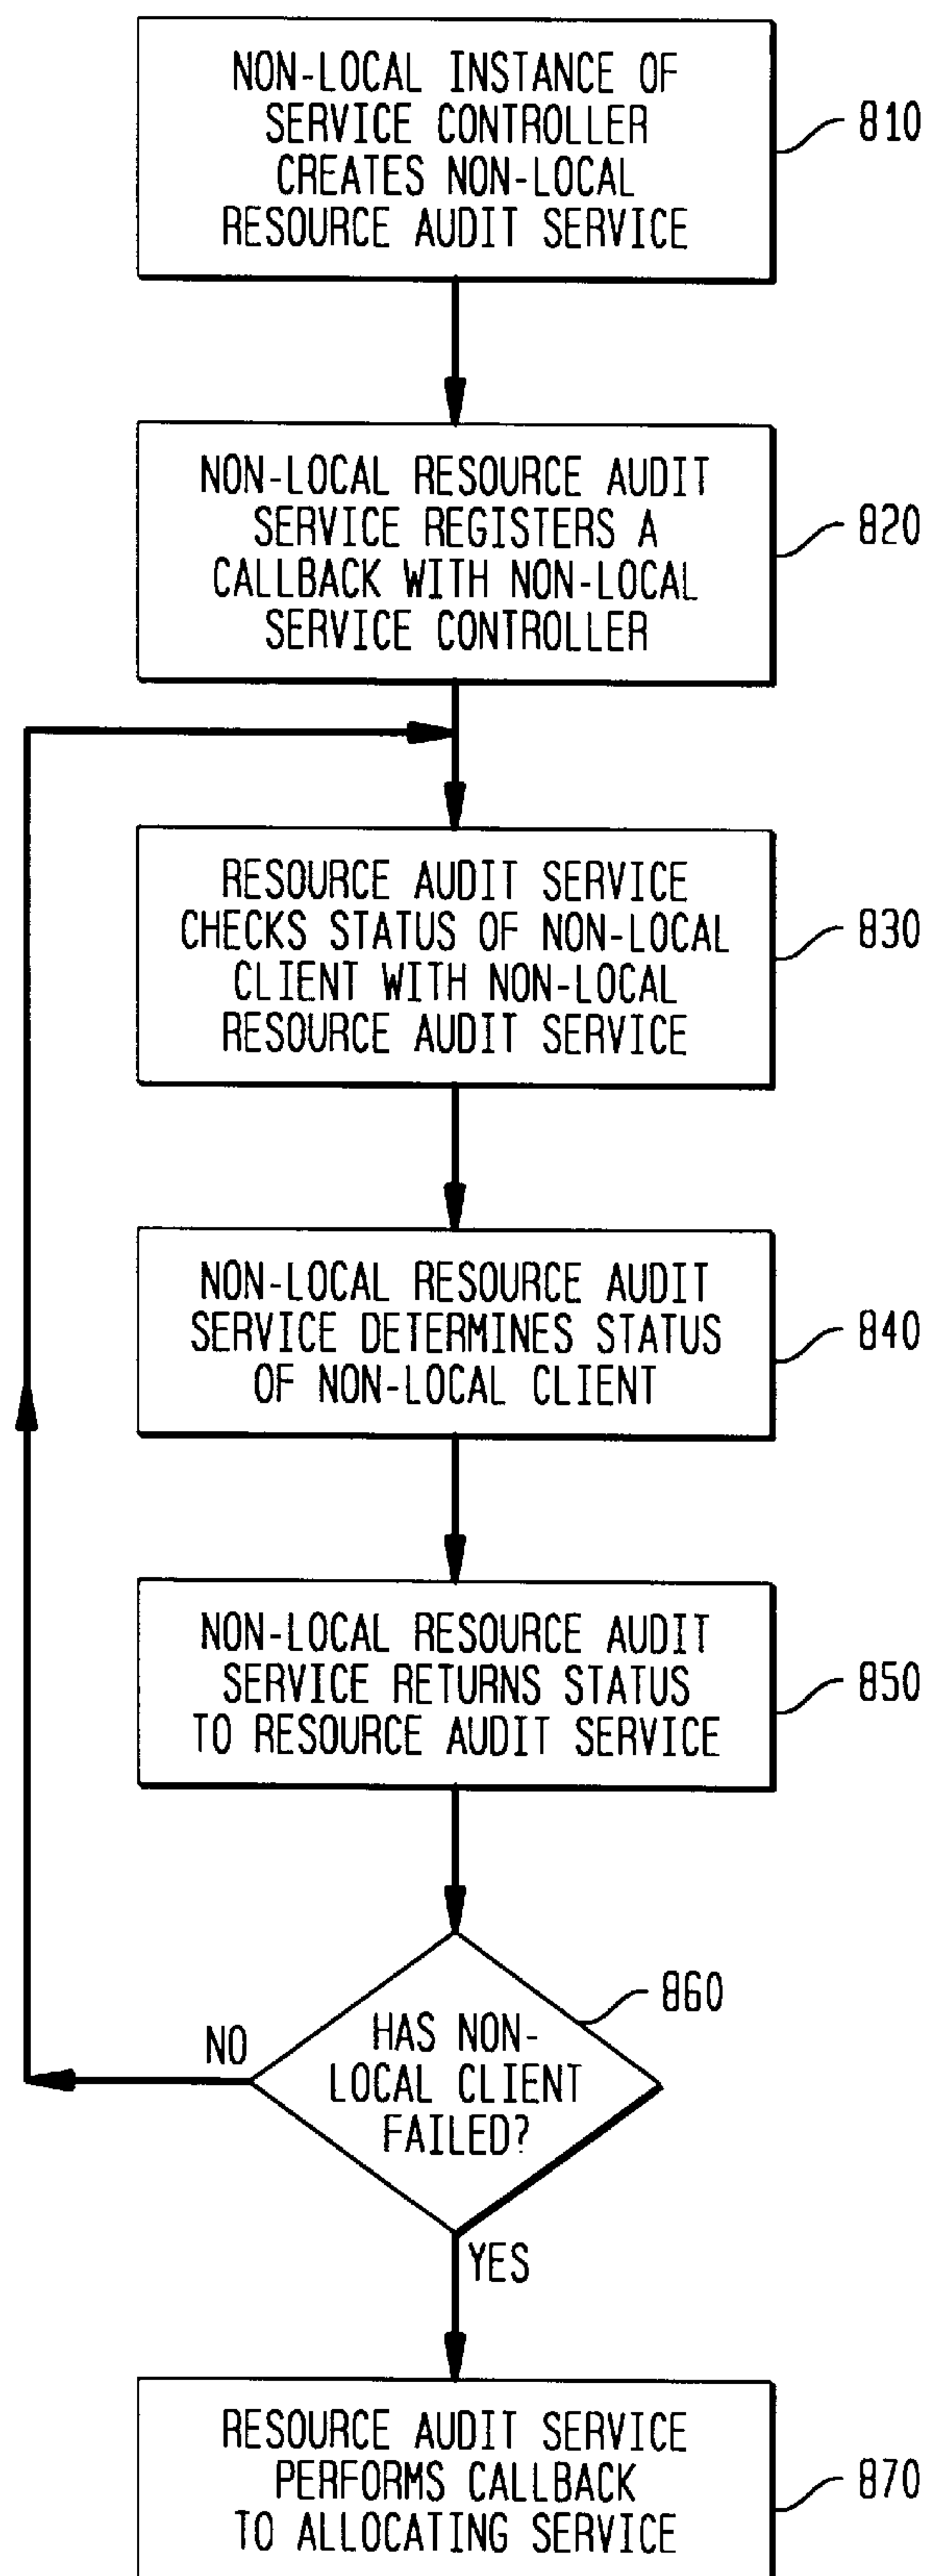 NON-LOCAL INSTANCE OF
SERVICE CONTROLLER
CREATES NON-LOCAL
RESOURCE AUDIT SERVICE
810
NON-LOCAL RESOURCE AUDIT
SERVICE REGISTERS A
CALLBACK WITH NON-LOCAL
SERVICE CONTROLLER
820
RESOURCE AUDIT SERVICE
CHECKS STATUS OF NON-LOCAL
CLIENT WITH NON-LOCAL
RESOURCE AUDIT SERVICE
830
NON-LOCAL RESOURCE AUDIT
SERVICE DETERMINES STATUS
OF NON-LOCAL CLIENT
840
NON-LOCAL RESOURCE AUDIT
SERVICE RETURNS STATUS
TO RESOURCE AUDIT SERVICE
850
860
HAS NON-
LOCAL CLIENT
FAILED?
NO
YES
RESOURCE AUDIT SERVICE
PERFORMS CALLBACK
TO ALLOCATING SERVICE
870